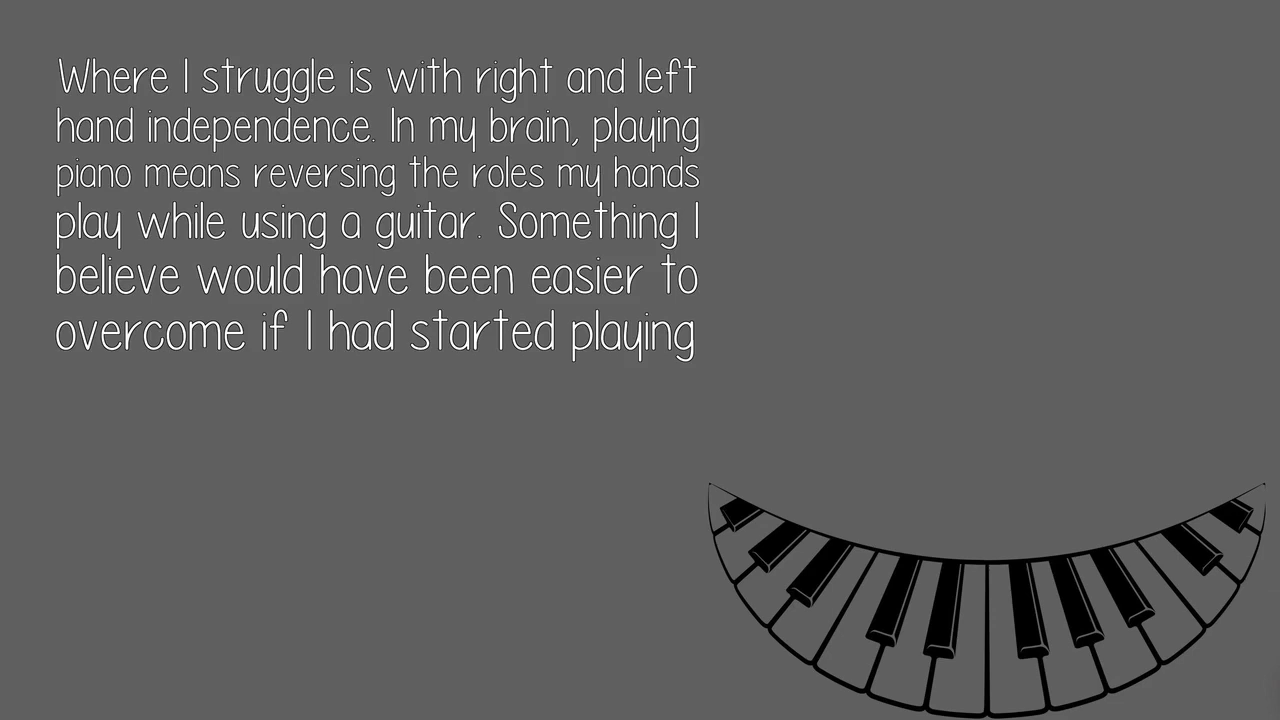 Where I struggle is with right and left
hand independence. In my brain, playing
piano means reversing the roles my hands
play while using a guitar. Something I
believe would have been easier to
overcome if I had started playing